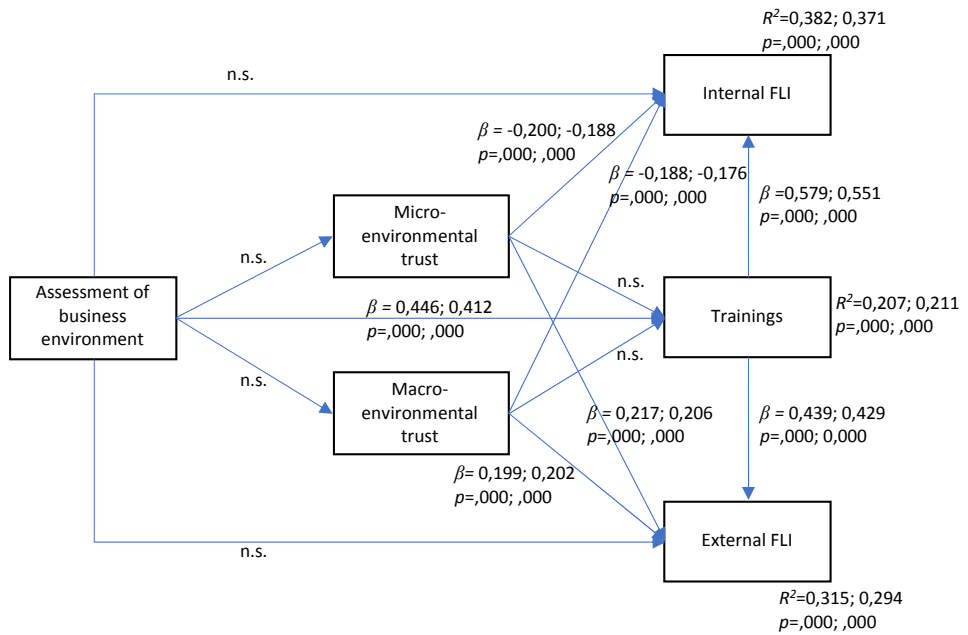 R²=0,382; 0,371
p=,000; ,000
n.s.
Internal FLI
β = -0,200; -0,188
p=,000; ,000
β = -0,188; -0,176
p=,000; ,000
β =0,579; 0,551
p=,000; ,000
Micro-
environmental
trust
n.s.
n.s.
Assessment of
business
environment
β = 0,446; 0,412
p=,000; ,000
Trainings
R²=0,207; 0,211
p=,000; ,000
n.s.
n.s.
Macro-
environmental
trust
β = 0,217; 0,206
p=,000; ,000
β = 0,439; 0,429
p=,000; 0,000
β= 0,199; 0,202
p=,000; ,000
n.s.
External FLI
R²=0,315; 0,294
p=,000; ,000